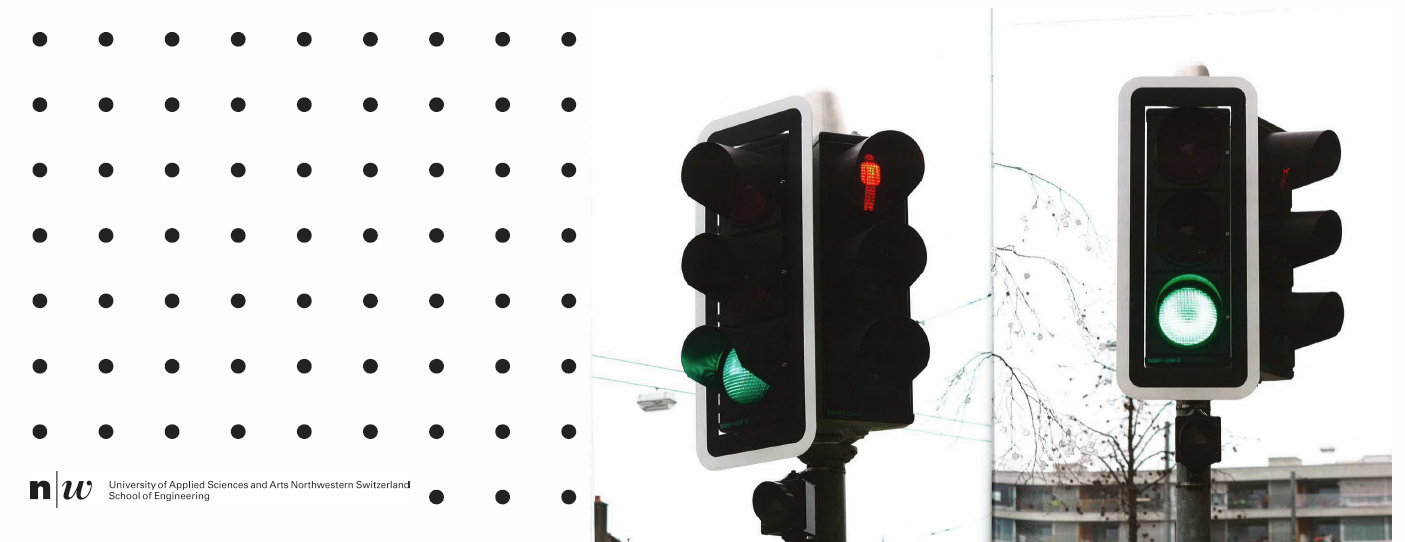 n|w
University of Applied Sciences and Arts Northwestern Switzerland
School of Engineering